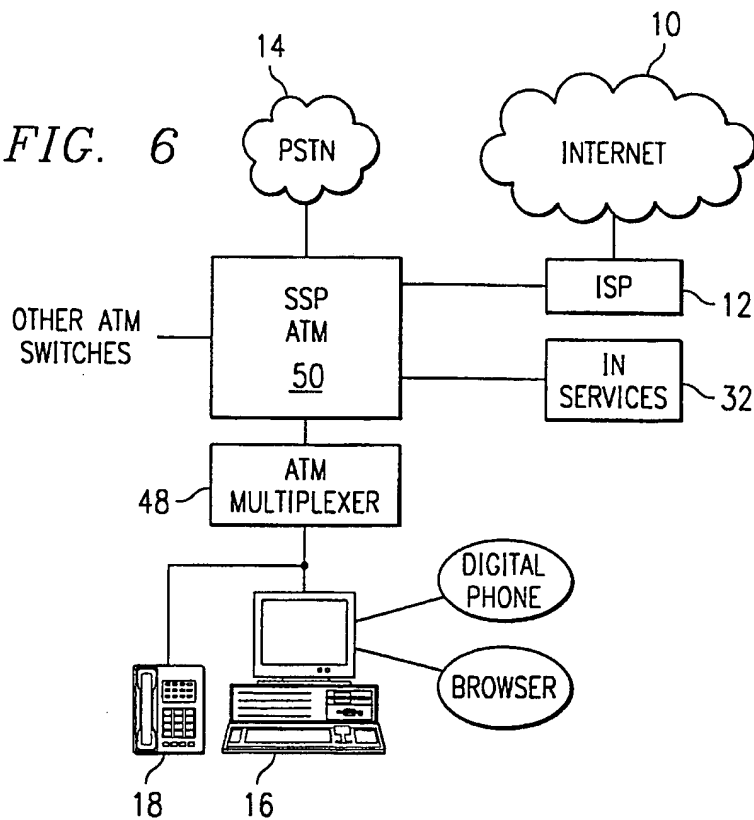 FIG. 6
14
PSTN
10
INTERNET
SSP
ATM
50
ISP
12
OTHER ATM
SWITCHES
IN
SERVICES
32
ATM
MULTIPLEXER
48
DIGITAL
PHONE
BROWSER
18
16